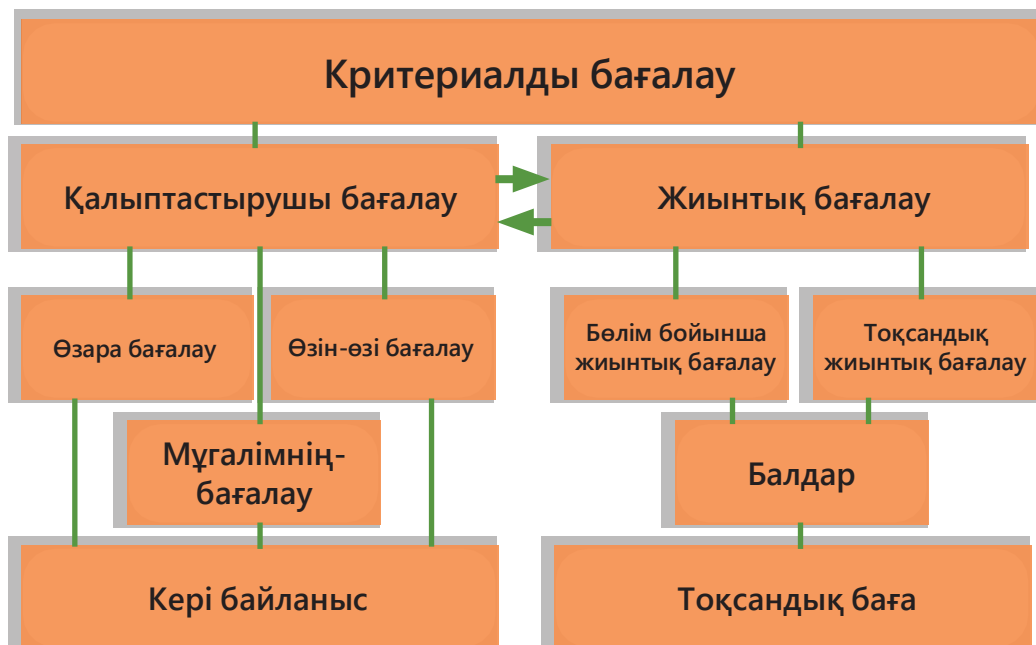 Критериалды бағалау
Қалыптастырушы бағалау
Жиынтық бағалау
Өзара бағалау
Өзін-өзі бағалау
Бөлім бойынша
жиынтық бағалау
Тоқсандық
жиынтық бағалау
Мұгалімнің-
бағалау
Балдар
Кері байланыс
Тоқсандық баға